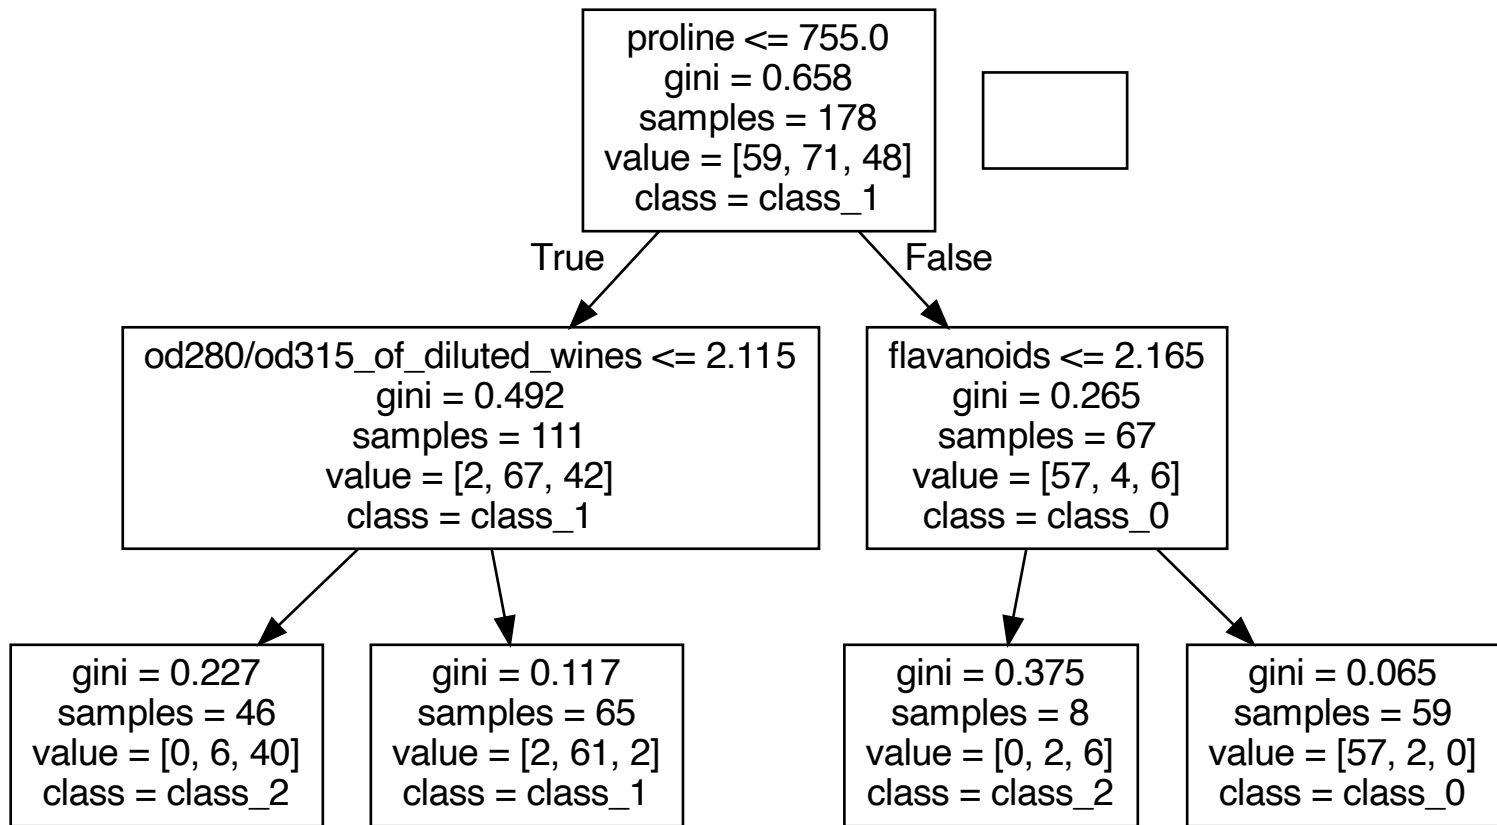 proline <= 755.0
gini = 0.658
samples = 178
value = [59, 71, 48]
class = class_1
True
False
od280/od315_of_diluted_wines <= 2.115
gini = 0.492
samples = 111
value = [2, 67, 42]
class = class_1
flavanoids <= 2.165
gini = 0.265
samples = 67
value = [57, 4, 6]
class = class_0
gini = 0.227
samples = 46
value = [0, 6, 40]
class = class_2
gini = 0.117
samples = 65
value = [2, 61, 2]
class = class_1
gini = 0.375
samples = 8
value = [0, 2, 6]
class = class_2
gini = 0.065
samples = 59
value = [57, 2, 0]
class = class_0